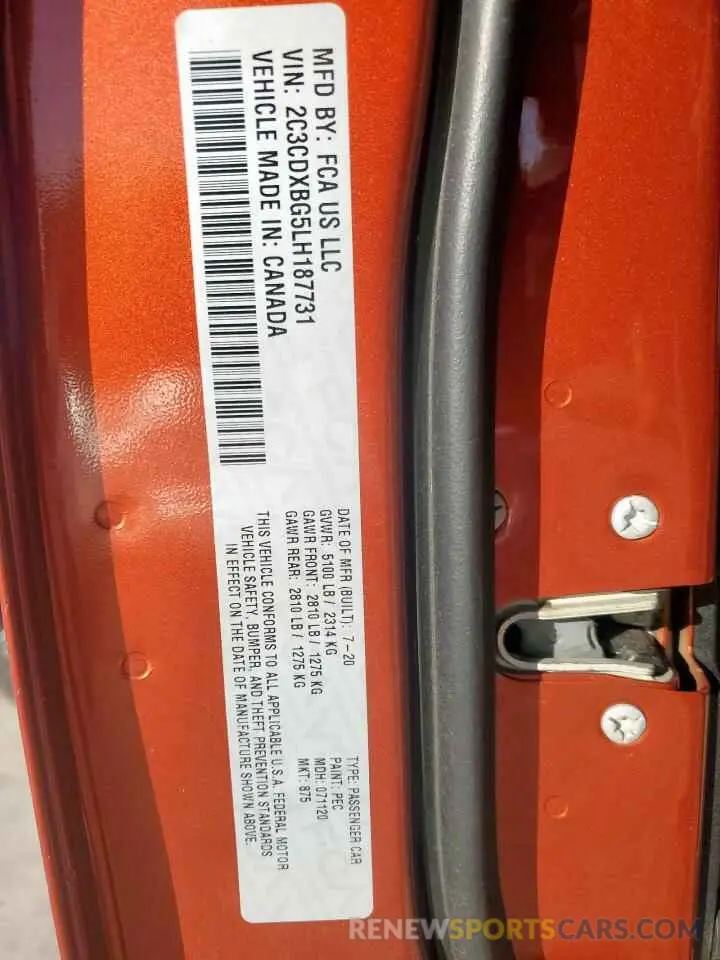 MFD BY: FCA US LLC
VIN: 2C3CDXBG5LH187731
VEHICLE MADE IN: CANADA
DATE OF MFR (BUILT): 7-20
GVWR: 5100 LB / 2314 KG
GAWR FRONT: 2810 LB / 1275 KG
GAWR REAR: 2810 LB / 1275 KG
TYPE: PASSENGER CAR
PAINT: PEC
MDH: 071120
MKT: 875
THIS VEHICLE CONFORMS TO ALL APPLICABLE U.S.A. FEDERAL MOTOR
VEHICLE SAFETY, BUMPER, AND THEFT PREVENTION STANDARDS
IN EFFECT ON THE DATE OF MANUFACTURE SHOWN ABOVE.
RENEWSPORTSCARS.COM